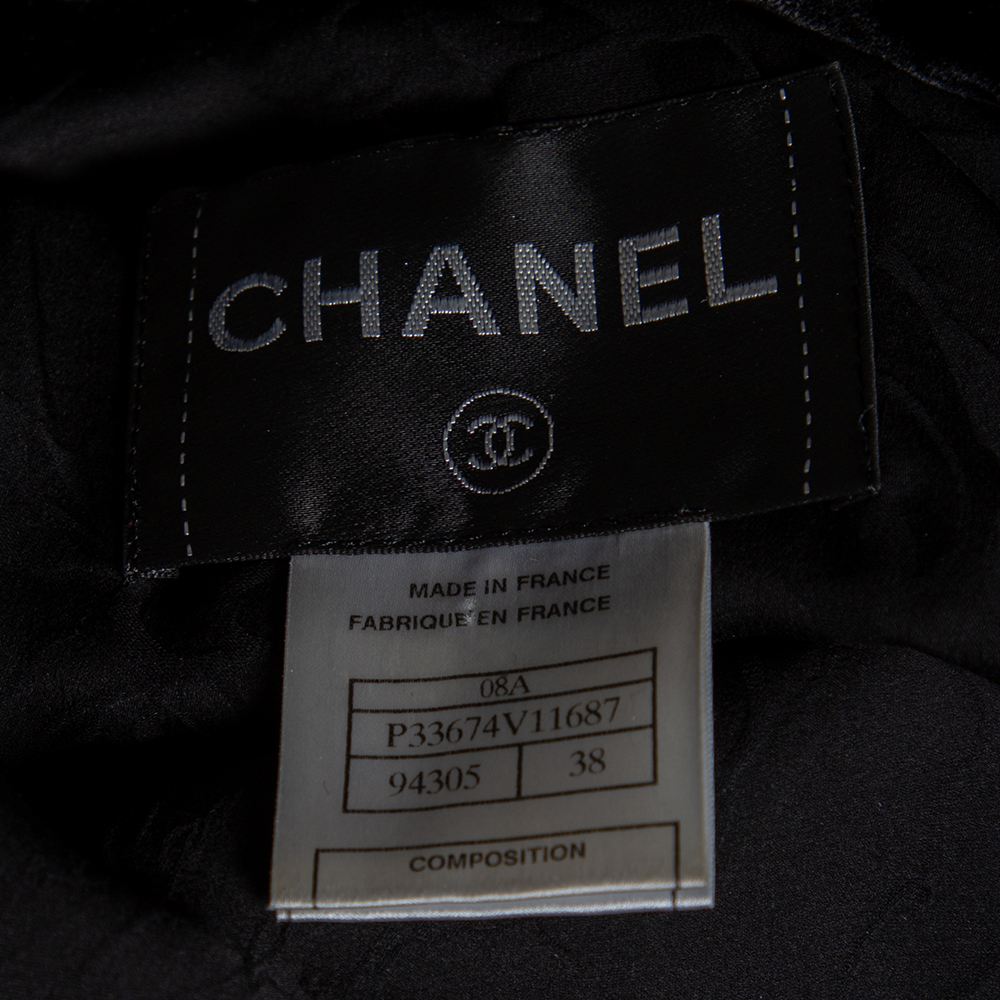 CHANEL
MADE IN FRANCE
FABRIQUE EN FRANCE
08A
P33674V11687
94305 38
COMPOSITION